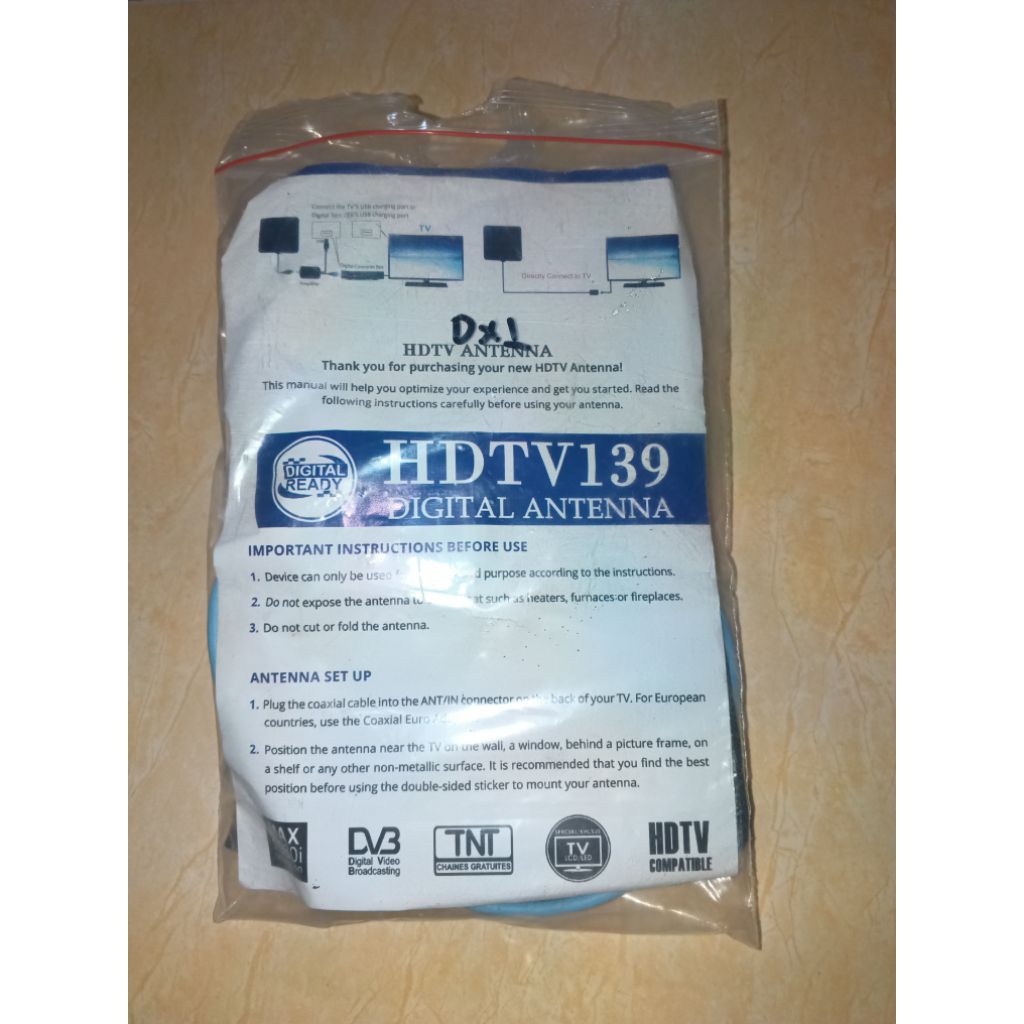 Connect the TV'S USB charging port or
TV
Directly Connect to TV
Amplifier
DX1
HDTV ANTENNA
Thank you for purchasing your new HDTV Antenna!
This manual will help you optimize your experience and get you started. Read the
following instructions carefully before using your antenna.
DIGITAL
READY
HDTV139
DIGITAL ANTENNA
IMPORTANT INSTRUCTIONS BEFORE USE
1. Device can only be used purpose according to the instructions.
2. Do not expose the antenna to such as heaters, furnaces or fireplaces.
3. Do not cut or fold the antenna.
ANTENNA SET UP
1. Plug the coaxial cable into the ANT/IN connector on the back of your TV. For European
countries, use the Coaxial Euro
2. Position the antenna near the TV on the wall, a window, behind a picture frame, on
a shelf or any other non-metallic surface. It is recommended that you find the best
position before using the double-sided sticker to mount your antenna.
DVB
Digital Video
Broadcasting
TNT
CHAINES GRATUITES
TV
LCD/LED
HDTV
COMPATIBLE